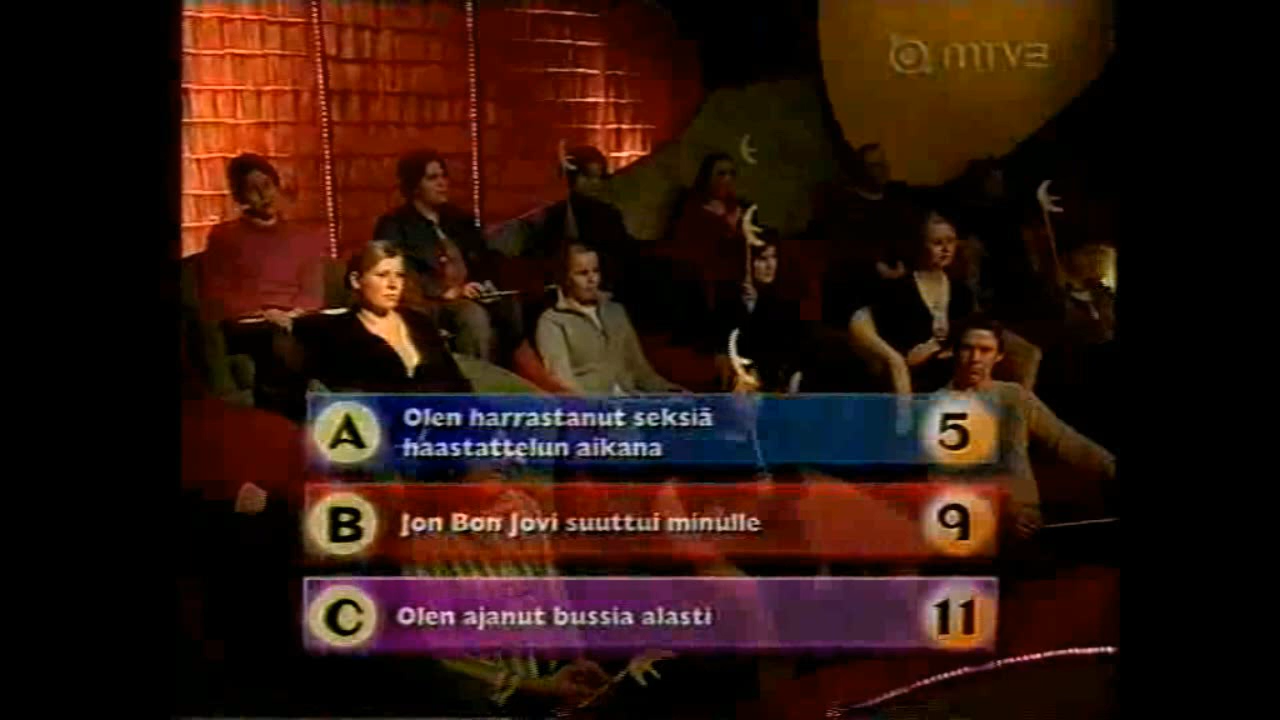 MTV3
A Olen harrastanut seksiä 5
haastattelun aikana
B Jon Bon Jovi suuttui minulle 9
C Olen ajanut bussia alasti 11